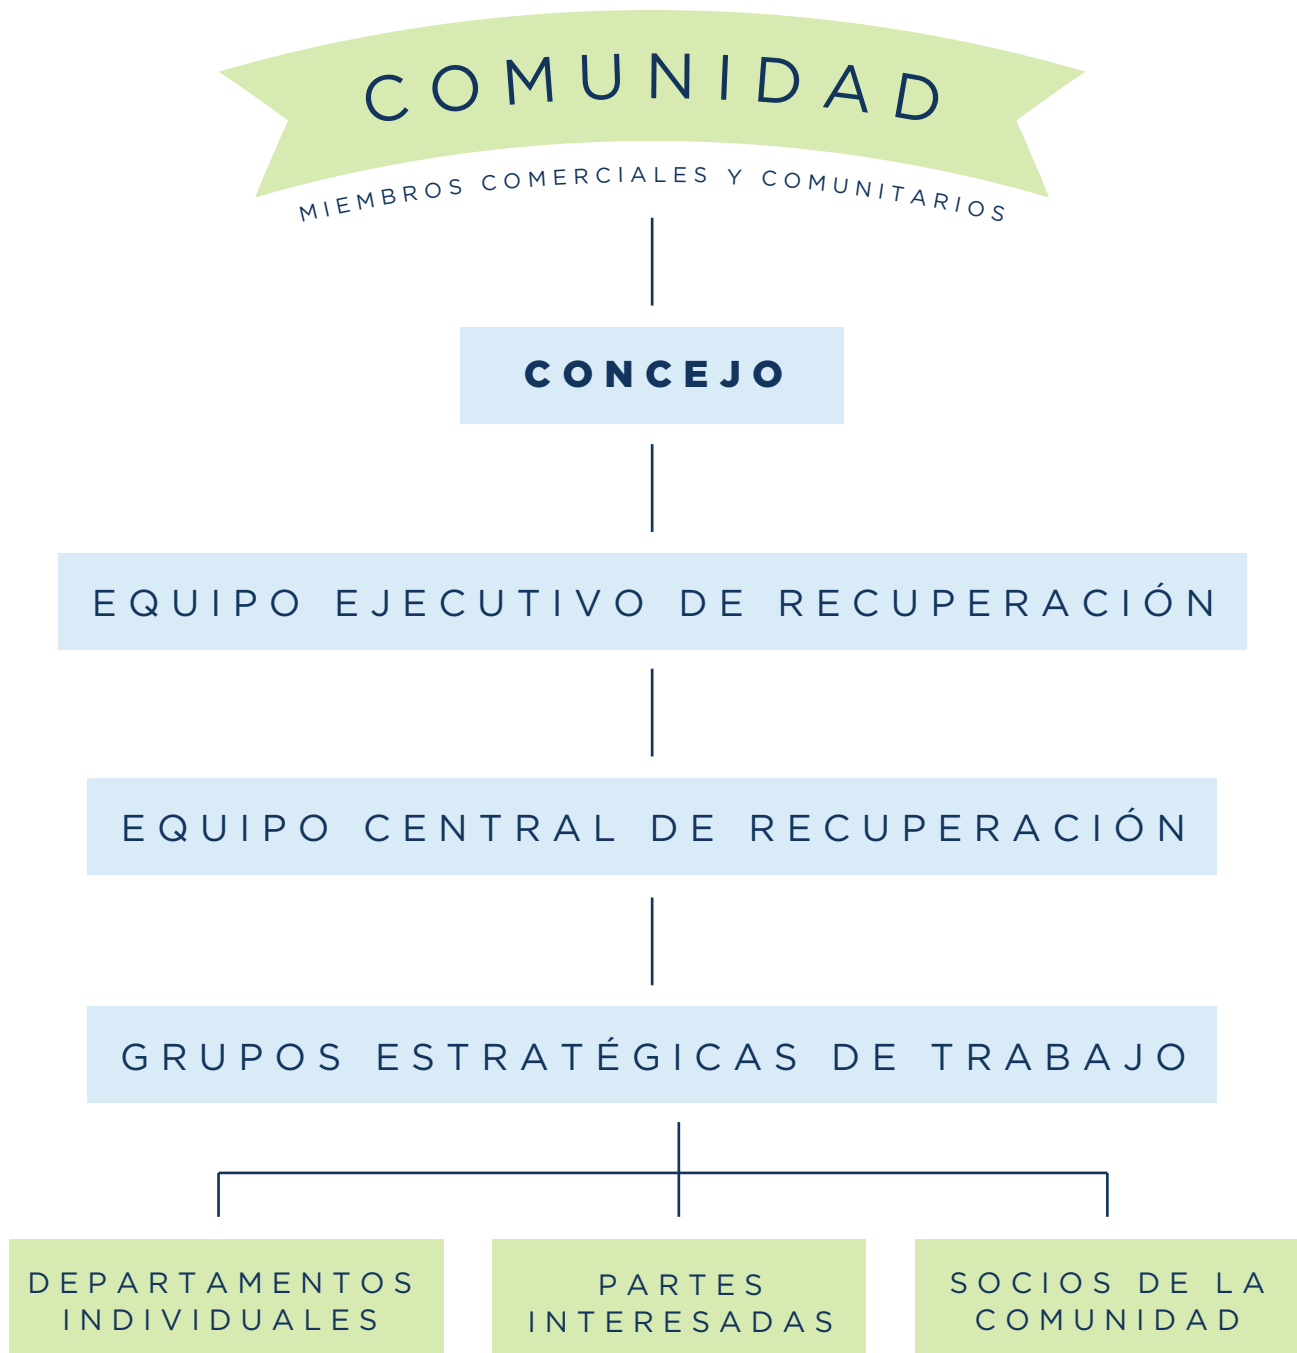 COMUNIDAD
MIEMBROS COMERCIALES Y COMUNITARIOS
CONCEJO
EQUIPO EJECUTIVO DE RECUPERACIÓN
EQUIPO CENTRAL DE RECUPERACIÓN
GRUPOS ESTRATÉGICAS DE TRABAJO
DEPARTAMENTOS
INDIVIDUALES
PARTES
INTERESADAS
SOCIOS DE LA
COMUNIDAD